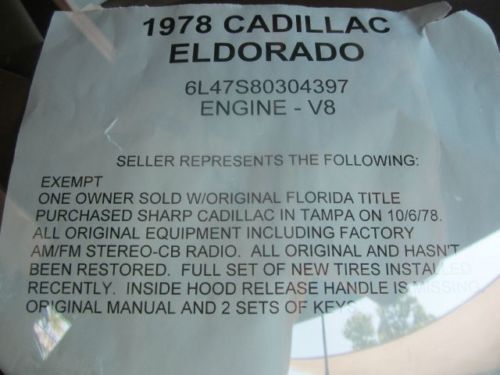 1978 CADILLAC
ELDORADO
6L47S80304397
ENGINE - V8
SELLER REPRESENTS THE FOLLOWING:
EXEMPT
ONE OWNER SOLD W/ORIGINAL FLORIDA TITLE
PURCHASED SHARP CADILLAC IN TAMPA ON 10/6/78.
ALL ORIGINAL EQUIPMENT INCLUDING FACTORY
AM/FM STEREO-CB RADIO. ALL ORIGINAL AND HASN'T
BEEN RESTORED. FULL SET OF NEW TIRES INSTALLED
RECENTLY. INSIDE HOOD RELEASE HANDLE IS MISSING
ORIGINAL MANUAL AND 2 SETS OF KEYS